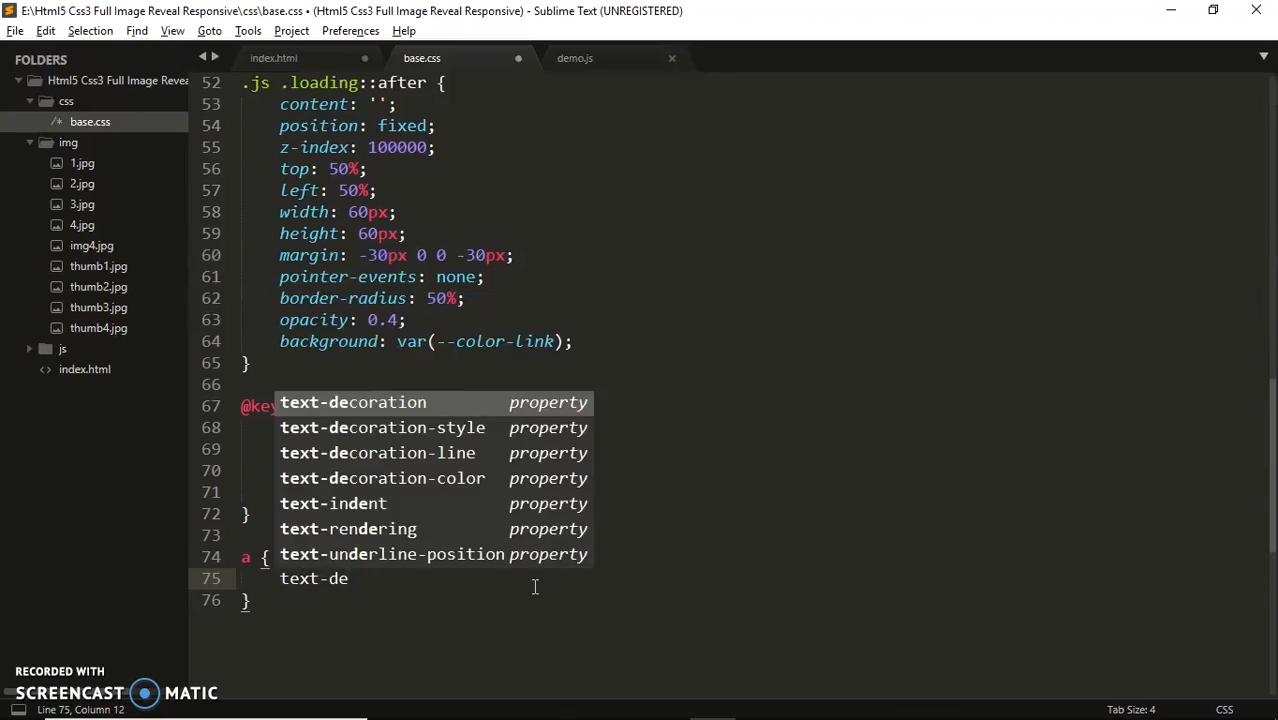 E:\Html5 Css3 Full Image Reveal Responsive\css\base.css • (Html5 Css3 Full Image Reveal Responsive) - Sublime Text (UNREGISTERED)
File Edit Selection Find View Goto Tools Project Preferences Help
FOLDERS
Html5 Css3 Full Image Revea
css
/* base.css
img
1.jpg
2.jpg
3.jpg
4.jpg
img4.jpg
thumb1.jpg
thumb2.jpg
thumb3.jpg
thumb4.jpg
js
<> index.html
index.html base.css demo.js
52 .js .loading::after {
53 content: '';
54 position: fixed;
55 z-index: 100000;
56 top: 50%;
57 left: 50%;
58 width: 60px;
59 height: 60px;
60 margin: -30px 0 0 -30px;
61 pointer-events: none;
62 border-radius: 50%;
63 opacity: 0.4;
64 background: var(--color-link);
65 }
66
67 @key
68
69
70
71
72 }
73
74 a {
75 text-de
76 }
text-decoration property
text-decoration-style property
text-decoration-line property
text-decoration-color property
text-indent property
text-rendering property
text-underline-position property
RECORDED WITH
SCREENCAST MATIC
Line 75, Column 12
Tab Size: 4
CSS